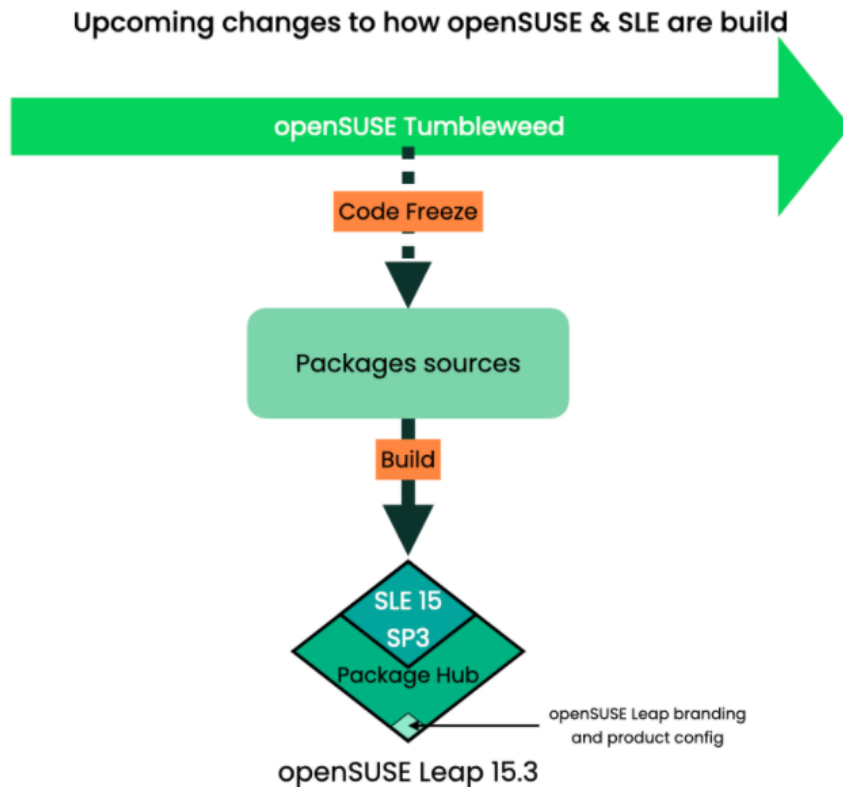 Upcoming changes to how openSUSE & SLE are build
openSUSE Tumbleweed
Code Freeze
Packages sources
Build
SLE 15
SP3
Package Hub
openSUSE Leap branding
and product config
openSUSE Leap 15.3